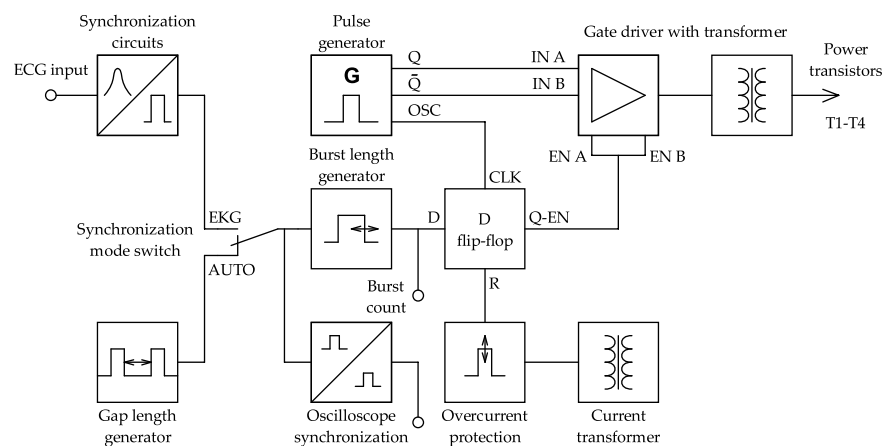 Synchronization
circuits
Pulse
generator
Gate driver with transformer
ECG input
G
Q
IN A
Q̄
IN B
OSC
Power
transistors
T1-T4
EN A
EN B
Burst length
generator
CLK
Synchronization
mode switch
EKG
AUTO
D
D
flip-flop
Q-EN
R
Burst
count
Gap length
generator
Oscilloscope
synchronization
Overcurrent
protection
Current
transformer